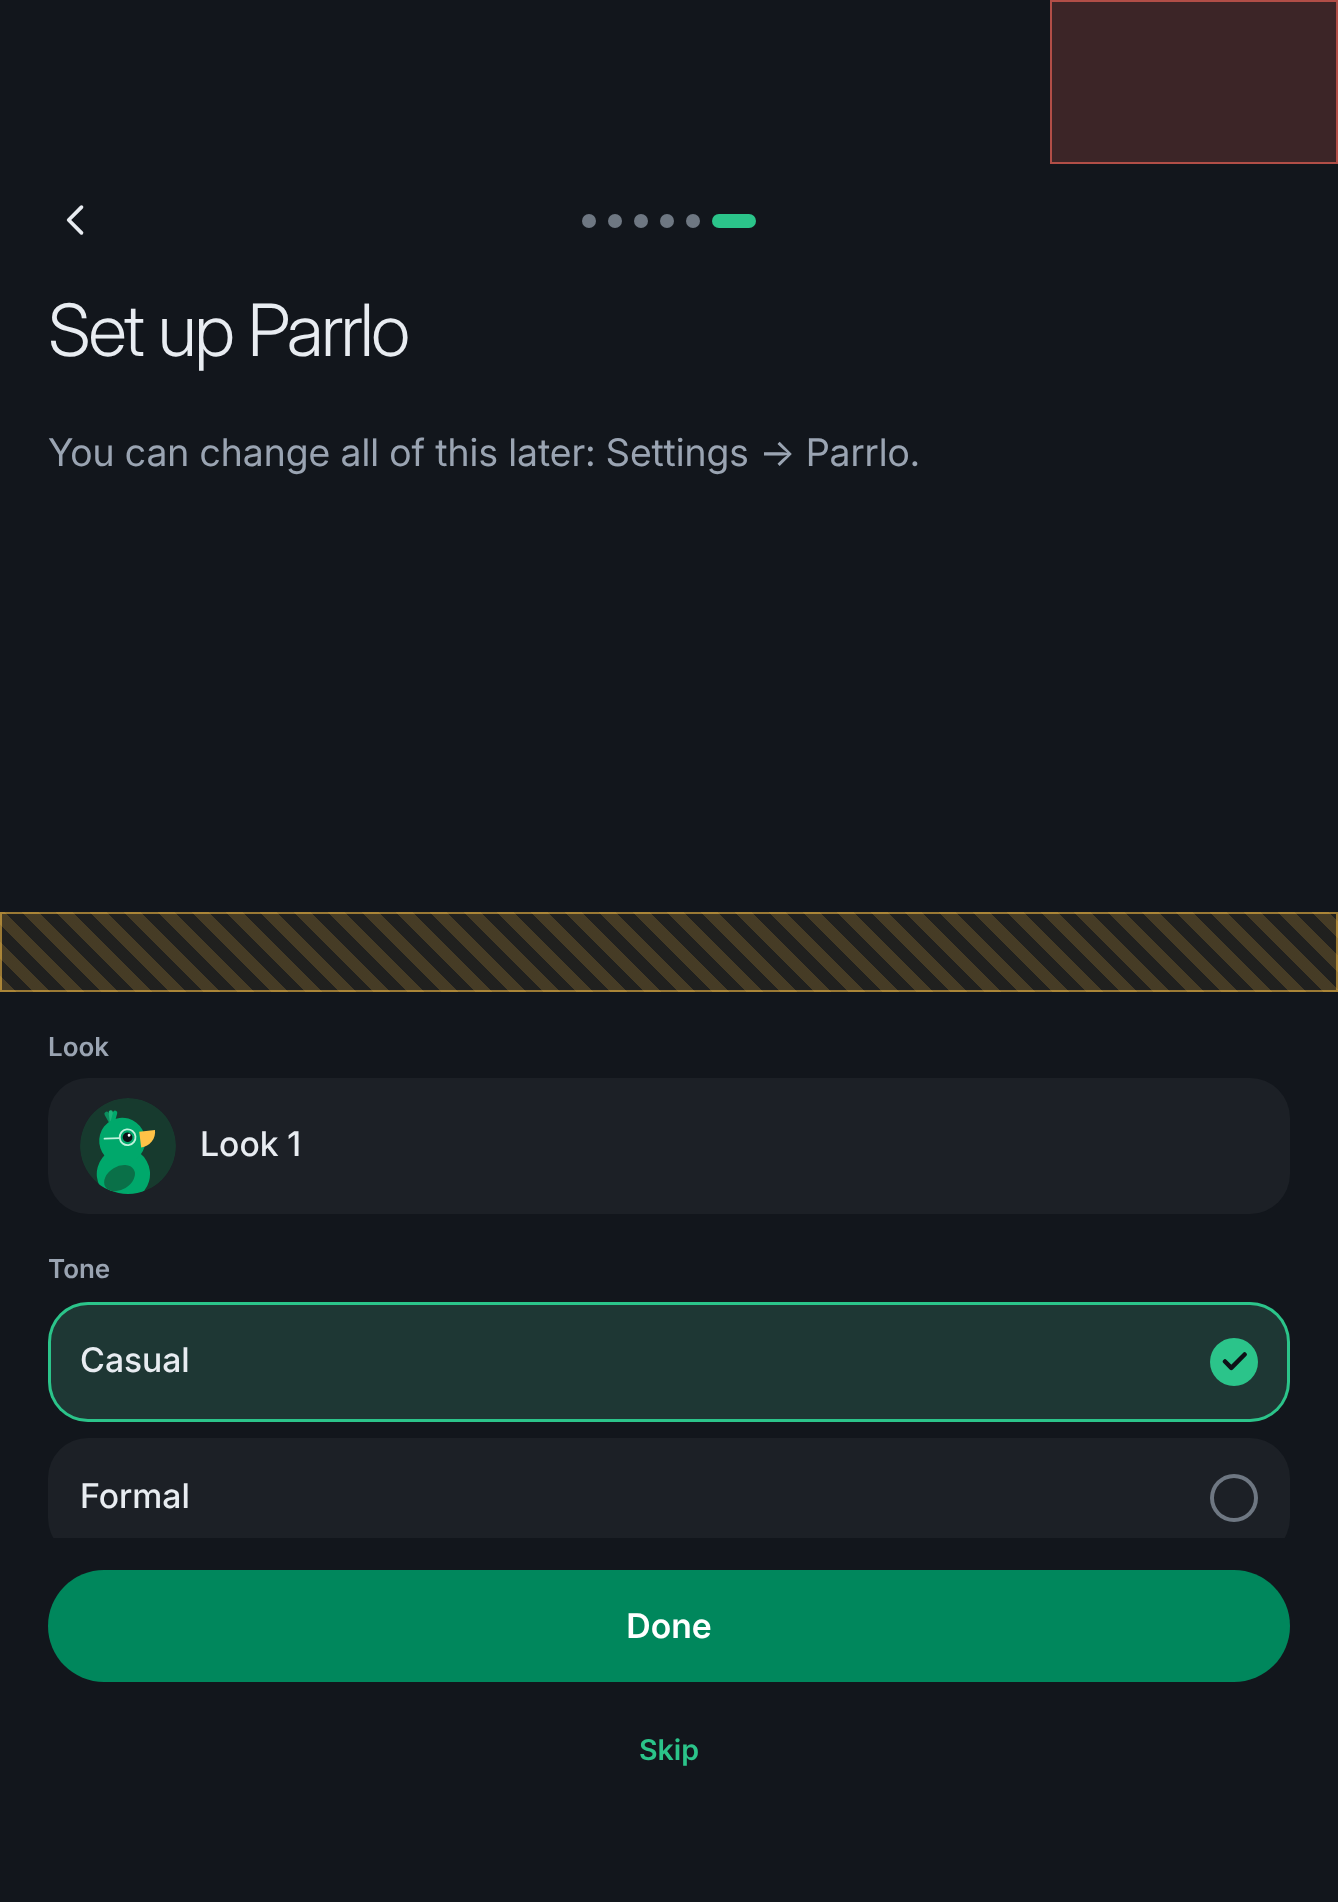 Set up Parrlo
You can change all of this later: Settings → Parrlo.
Look
Look 1
Tone
Casual
Formal
Done
Skip